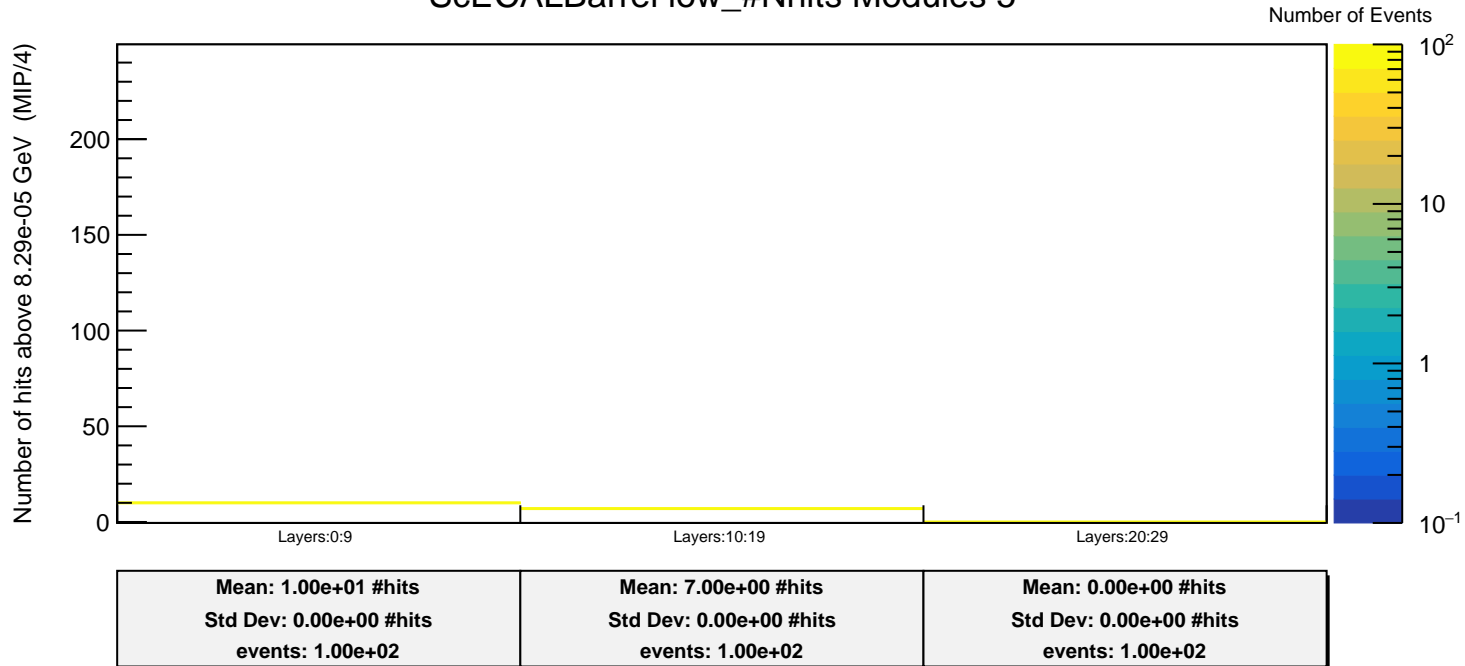 Number of Events
Number of hits above 8.29e-05 GeV (MIP/4)
200
150
100
50
0
10²
10
1
10⁻¹
Layers:0:9
Layers:10:19
Layers:20:29
Mean: 1.00e+01 #hits
Std Dev: 0.00e+00 #hits
events: 1.00e+02
Mean: 7.00e+00 #hits
Std Dev: 0.00e+00 #hits
events: 1.00e+02
Mean: 0.00e+00 #hits
Std Dev: 0.00e+00 #hits
events: 1.00e+02